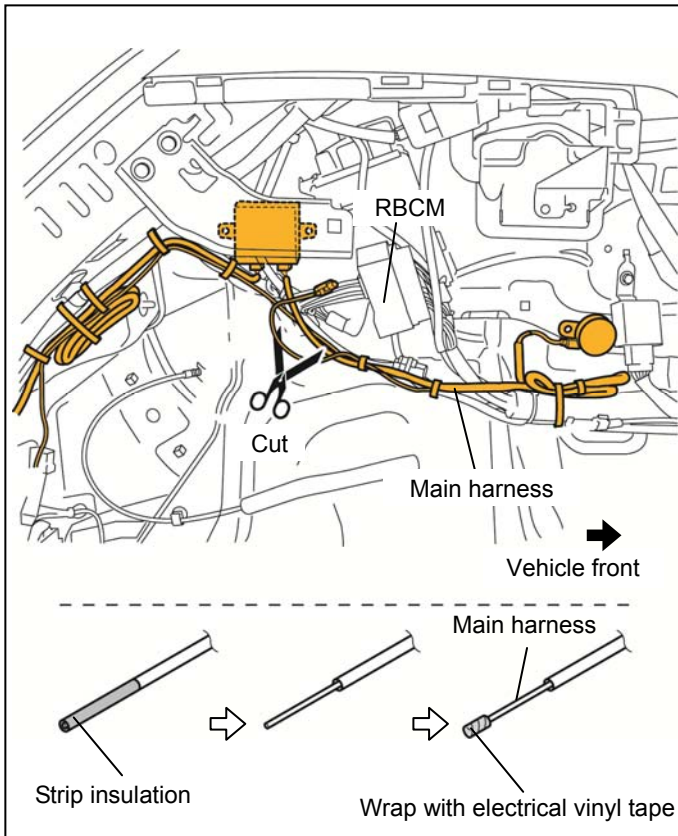 RBCM
Cut
Main harness
Vehicle front
Main harness
Strip insulation
Wrap with electrical vinyl tape